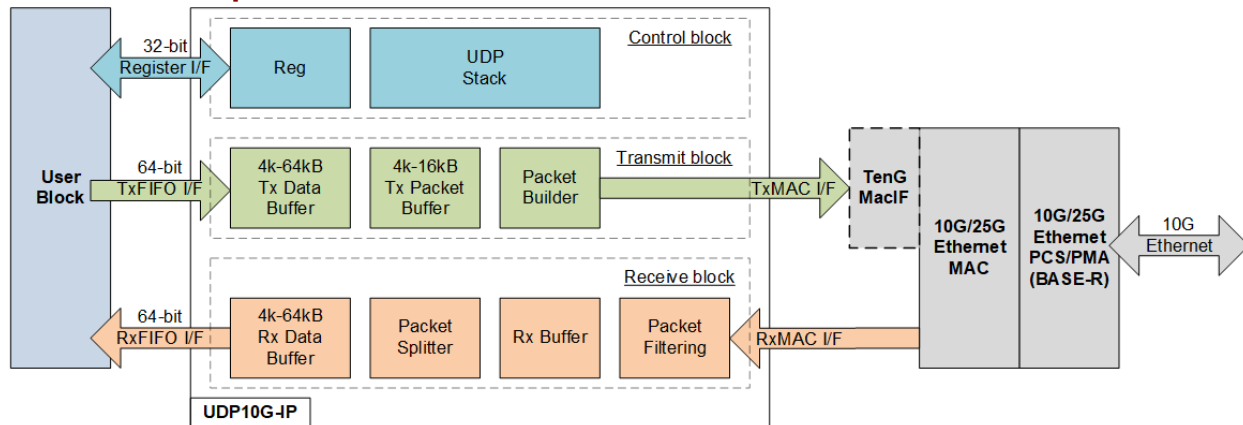 Control block
32-bit
Register I/F
Reg
UDP
Stack
Transmit block
64-bit
TxFIFO I/F
User
Block
4k-64kB
Tx Data
Buffer
4k-16kB
Tx Packet
Buffer
Packet
Builder
TxMAC I/F
TenG
MacIF
10G/25G
Ethernet
MAC
10G/25G
Ethernet
PCS/PMA
(BASE-R)
10G
Ethernet
Receive block
64-bit
RxFIFO I/F
4k-64kB
Rx Data
Buffer
Packet
Splitter
Rx Buffer
Packet
Filtering
RxMAC I/F
UDP10G-IP